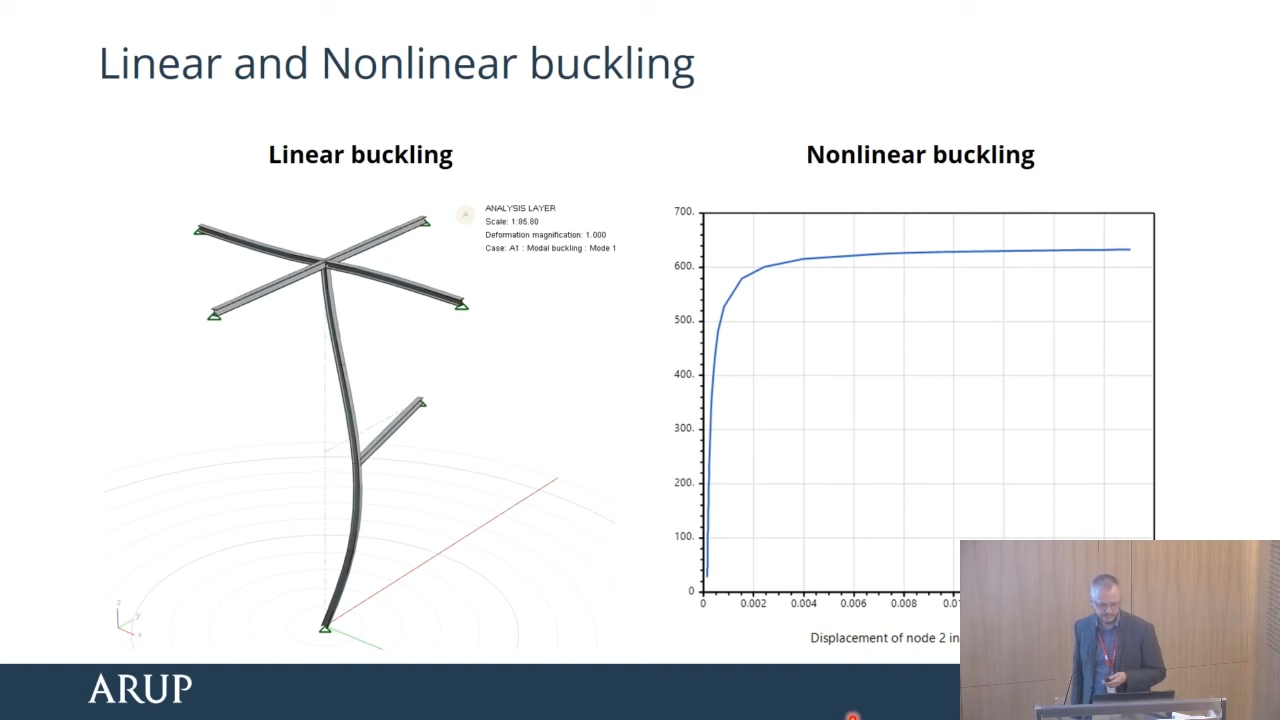 Linear and Nonlinear buckling
Linear buckling
Nonlinear buckling
A
ANALYSIS LAYER
Scale: 1:85.80
Deformation magnification: 1.000
Case: A1 : Modal buckling : Mode 1
700.
600.
500.
400.
300.
200.
100.
0
0 0.002 0.004 0.006 0.008
Displacement of node 2 in
z
y
x
ARUP